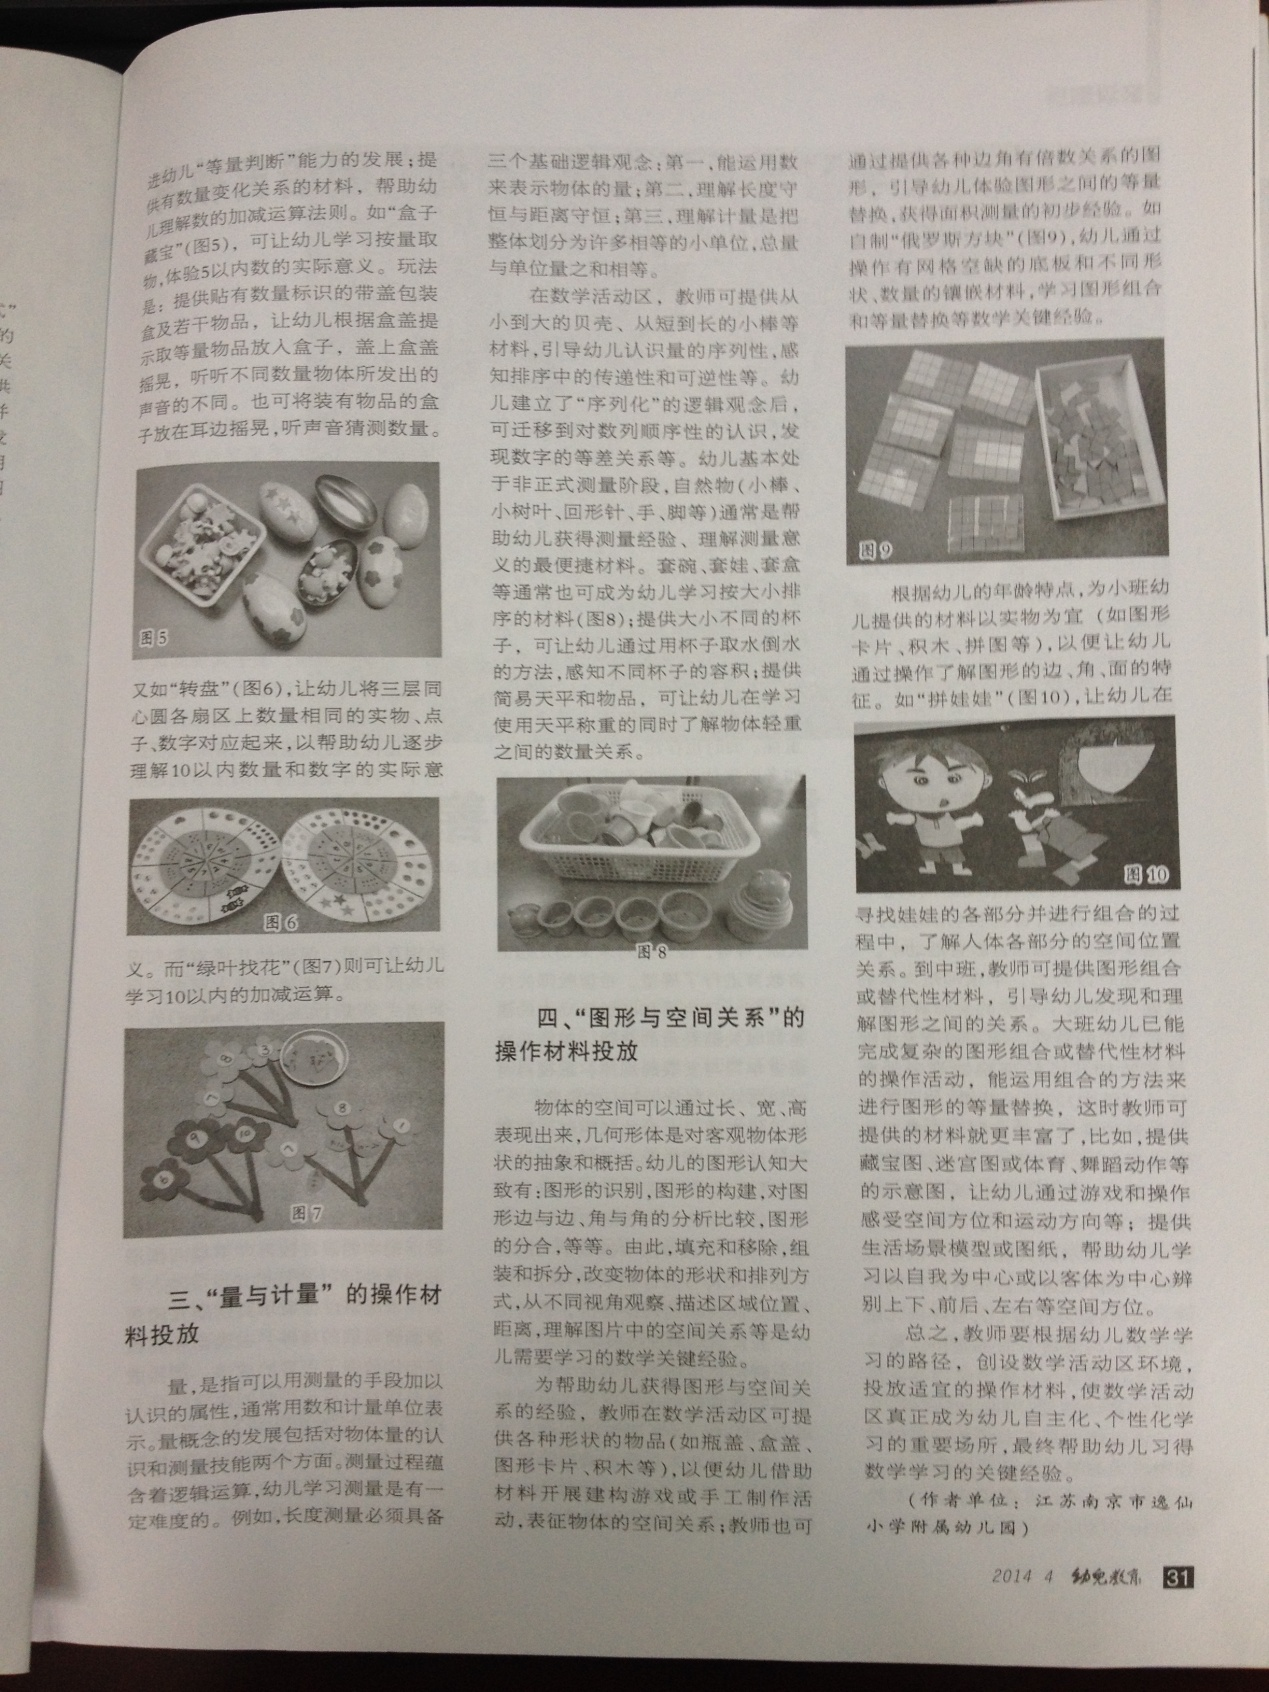 进幼儿“等量判断”能力的发展；提
供有数量变化关系的材料，帮助幼
儿理解数的加减运算法则。如“盒子
藏宝”(图5)，可让幼儿学习按量取
物，体验5以内数的实际意义。玩法
是：提供贴有数量标识的带盖包装
盒及若干物品，让幼儿根据盒盖提
示取等量物品放入盒子，盖上盒盖
摇晃，听听不同数量物体所发出的
声音的不同。也可将装有物品的盒
子放在耳边摇晃，听声音猜测数量。
图5
又如“转盘”(图6)，让幼儿将三层同
心圆各扇区上数量相同的实物、点
子、数字对应起来，以帮助幼儿逐步
理解10以内数量和数字的实际意
图6
义。而“绿叶找花”(图7)则可让幼儿
学习10以内的加减运算。
8
3
7
9
10
6
7
8
1
图7
三、“量与计量”的操作材
料投放
量，是指可以用测量的手段加以
认识的属性，通常用数和计量单位表
示。量概念的发展包括对物体量的认
识和测量技能两个方面。测量过程蕴
含着逻辑运算，幼儿学习测量是有一
定难度的。例如，长度测量必须具备
三个基础逻辑观念：第一，能运用数
来表示物体的量；第二，理解长度守
恒与距离守恒；第三，理解计量是把
整体划分为许多相等的小单位，总量
与单位量之和相等。
在数学活动区，教师可提供从
小到大的贝壳、从短到长的小棒等
材料，引导幼儿认识量的序列性，感
知排序中的传递性和可逆性等。幼
儿建立了“序列化”的逻辑观念后，
可迁移到对数列顺序性的认识，发
现数字的等差关系等。幼儿基本处
于非正式测量阶段，自然物(小棒、
小树叶、回形针、手、脚等)通常是帮
助幼儿获得测量经验、理解测量意
义的最便捷材料。套碗、套娃、套盒
等通常也可成为幼儿学习按大小排
序的材料(图8)；提供大小不同的杯
子，可让幼儿通过用杯子取水倒水
的方法，感知不同杯子的容积；提供
简易天平和物品，可让幼儿在学习
使用天平称重的同时了解物体轻重
之间的数量关系。
图8
四、“图形与空间关系”的
操作材料投放
物体的空间可以通过长、宽、高
表现出来，几何形体是对客观物体形
状的抽象和概括。幼儿的图形认知大
致有：图形的识别，图形的构建，对图
形边与边、角与角的分析比较，图形
的分合，等等。由此，填充和移除，组
装和拆分，改变物体的形状和排列方
式，从不同视角观察、描述区域位置、
距离，理解图片中的空间关系等是幼
儿需要学习的数学关键经验。
为帮助幼儿获得图形与空间关
系的经验，教师在数学活动区可提
供各种形状的物品(如瓶盖、盒盖、
图形卡片、积木等)，以便幼儿借助
材料开展建构游戏或手工制作活
动，表征物体的空间关系；教师也可
通过提供各种边角有倍数关系的图
形，引导幼儿体验图形之间的等量
替换，获得面积测量的初步经验。如
自制“俄罗斯方块”(图9)，幼儿通过
操作有网格空缺的底板和不同形
状、数量的镶嵌材料，学习图形组合
和等量替换等数学关键经验。
图9
根据幼儿的年龄特点，为小班幼
儿提供的材料以实物为宜(如图形
卡片、积木、拼图等)，以便让幼儿
通过操作了解图形的边、角、面的特
征。如“拼娃娃”(图10)，让幼儿在
图10
寻找娃娃的各部分并进行组合的过
程中，了解人体各部分的空间位置
关系。到中班，教师可提供图形组合
或替代性材料，引导幼儿发现和理
解图形之间的关系。大班幼儿已能
完成复杂的图形组合或替代性材料
的操作活动，能运用组合的方法来
进行图形的等量替换，这时教师可
提供的材料就更丰富了，比如，提供
藏宝图、迷宫图或体育、舞蹈动作等
的示意图，让幼儿通过游戏和操作
感受空间方位和运动方向等；提供
生活场景模型或图纸，帮助幼儿学
习以自我为中心或以客体为中心辨
别上下、前后、左右等空间方位。
总之，教师要根据幼儿数学学
习的路径，创设数学活动区环境，
投放适宜的操作材料，使数学活动
区真正成为幼儿自主化、个性化学
习的重要场所，最终帮助幼儿习得
数学学习的关键经验。
(作者单位：江苏南京市逸仙
小学附属幼儿园)
2014 4 幼儿教育 31